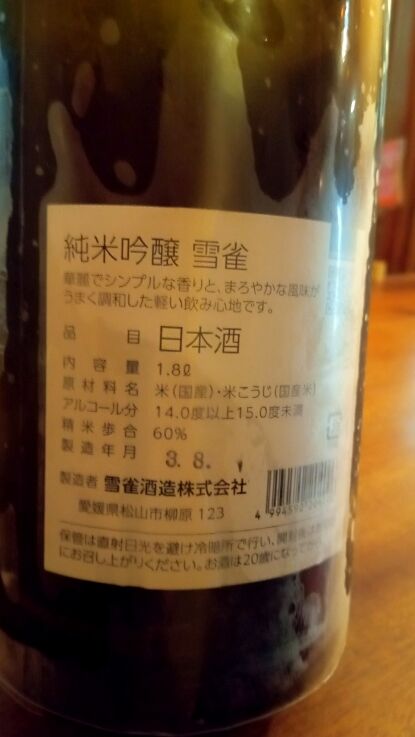 純米吟醸 雪雀
華麗でシンプルな香りと、まろやかな風味が
うまく調和した軽い飲み心地です。
品目 日本酒
内容量 1.8ℓ
原材料名 米(国産)・米こうじ(国産米)
アルコール分 14.0度以上15.0度未満
精米歩合 60%
製造年月 3.8.
製造者 雪雀酒造株式会社
愛媛県松山市柳原123
4 994590
保管は直射日光を避け冷暗所で行い、開栓後は
にお召し上がりください。お酒は20歳になってから